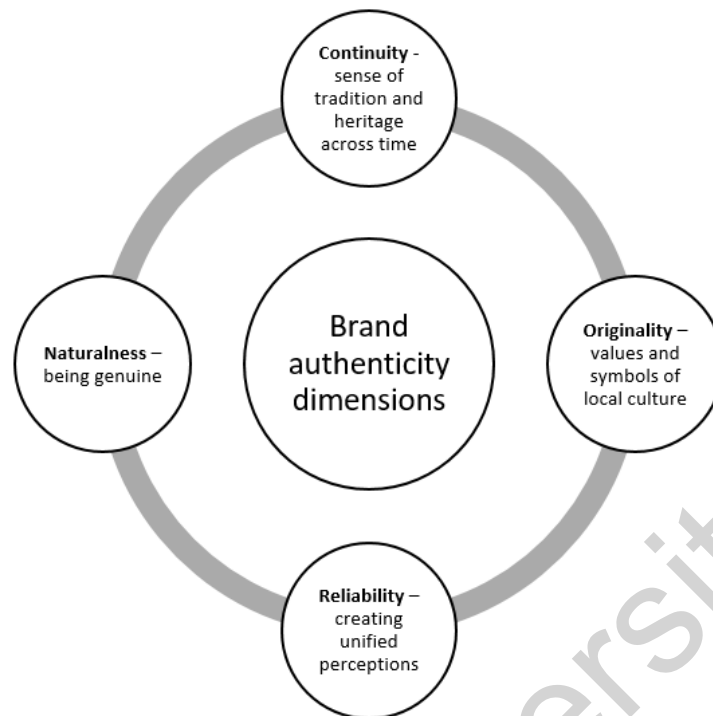 Continuity -
sense of
tradition and
heritage
across time
Naturalness –
being genuine
Brand
authenticity
dimensions
Originality –
values and
symbols of
local culture
Reliability –
creating
unified
perceptions
ersit